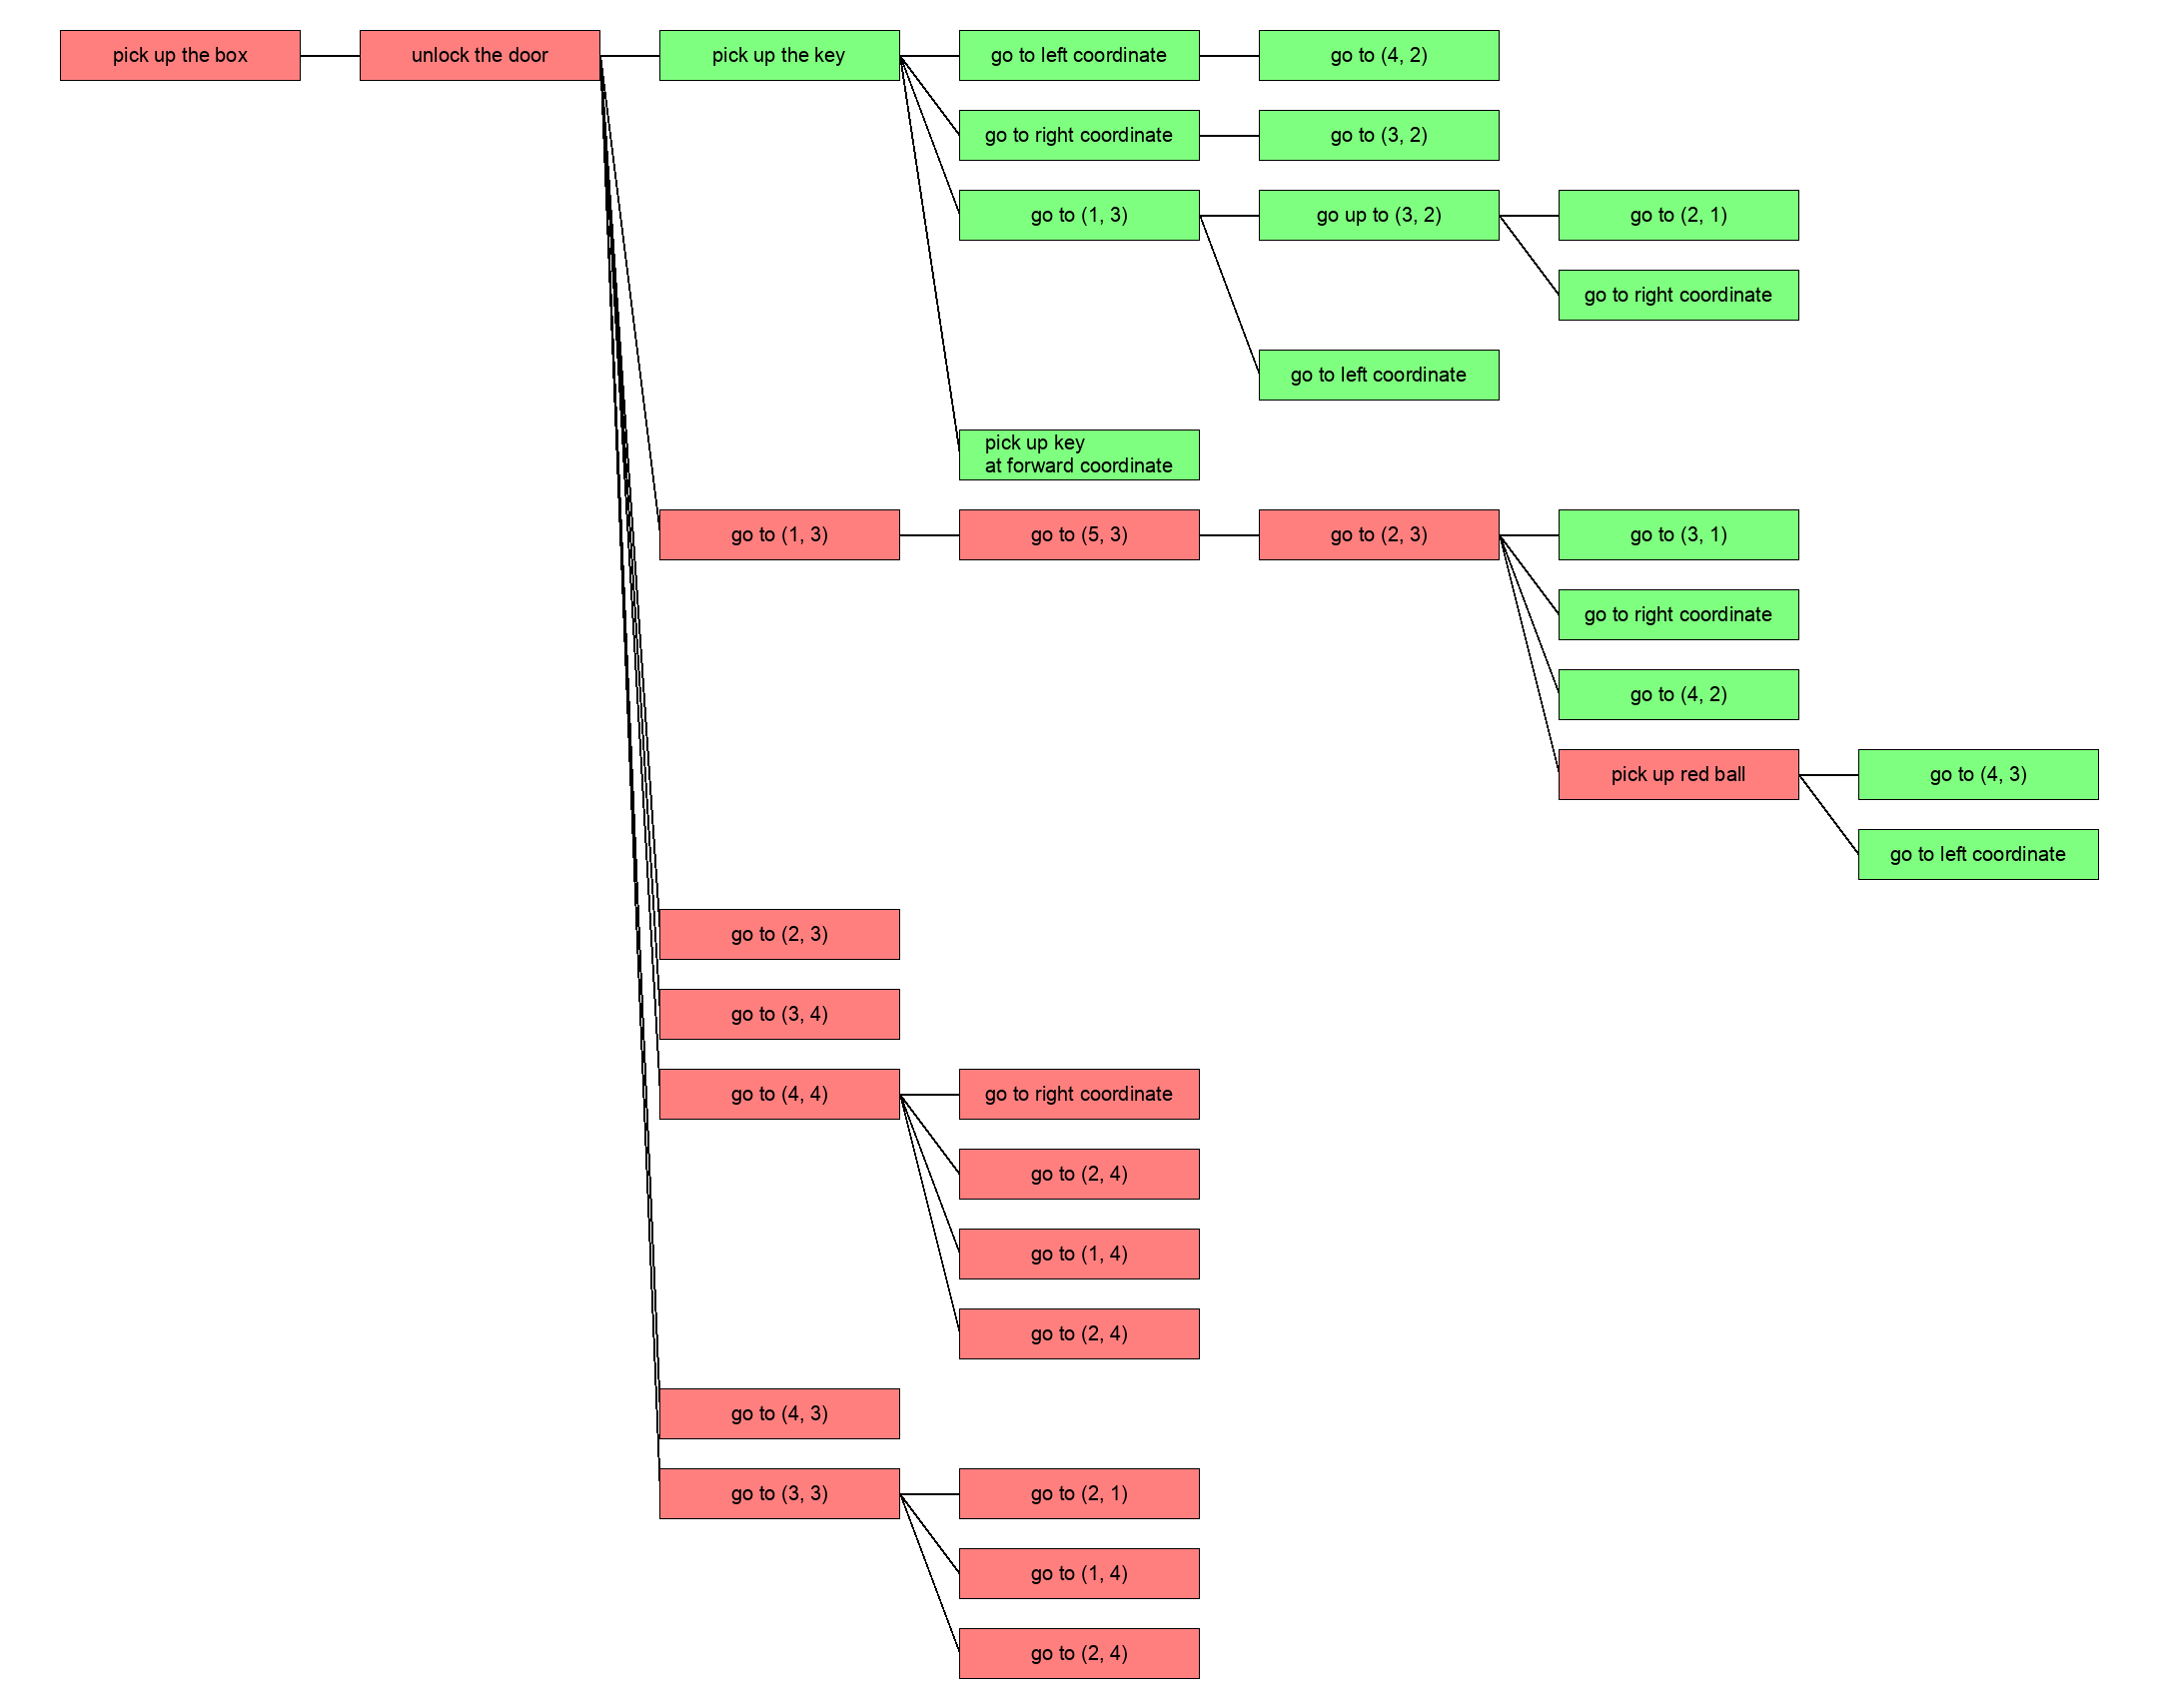 pick up the box
unlock the door
pick up the key
go to left coordinate
go to (4, 2)
go to right coordinate
go to (3, 2)
go to (1, 3)
go up to (3, 2)
go to (2, 1)
go to right coordinate
go to left coordinate
pick up key
at forward coordinate
go to (1, 3)
go to (5, 3)
go to (2, 3)
go to (3, 1)
go to right coordinate
go to (4, 2)
pick up red ball
go to (4, 3)
go to left coordinate
go to (2, 3)
go to (3, 4)
go to (4, 4)
go to right coordinate
go to (2, 4)
go to (1, 4)
go to (2, 4)
go to (4, 3)
go to (3, 3)
go to (2, 1)
go to (1, 4)
go to (2, 4)